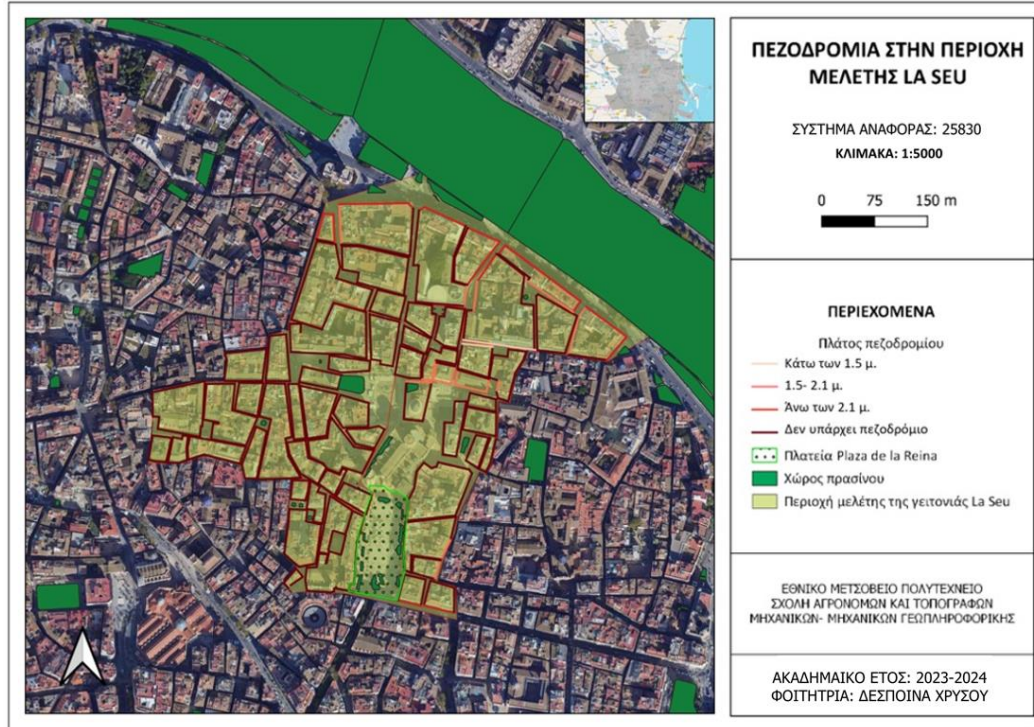 ΠΕΖΟΔΡΟΜΙΑ ΣΤΗΝ ΠΕΡΙΟΧΗ
ΜΕΛΕΤΗΣ LA SEU
ΣΥΣΤΗΜΑ ΑΝΑΦΟΡΑΣ: 25830
ΚΛΙΜΑΚΑ: 1:5000
0 75 150 m
ΠΕΡΙΕΧΟΜΕΝΑ
Πλάτος πεζοδρομίου
Κάτω των 1.5 μ.
1.5- 2.1 μ.
Άνω των 2.1 μ.
Δεν υπάρχει πεζοδρόμιο
Πλατεία Plaza de la Reina
Χώρος πρασίνου
Περιοχή μελέτης της γειτονιάς La Seu
ΕΘΝΙΚΟ ΜΕΤΣΟΒΕΙΟ ΠΟΛΥΤΕΧΝΕΙΟ
ΣΧΟΛΗ ΑΓΡΟΝΟΜΩΝ ΚΑΙ ΤΟΠΟΓΡΑΦΩΝ
ΜΗΧΑΝΙΚΩΝ- ΜΗΧΑΝΙΚΩΝ ΓΕΩΠΛΗΡΟΦΟΡΙΚΗΣ
ΑΚΑΔΗΜΑΙΚΟ ΕΤΟΣ: 2023-2024
ΦΟΙΤΗΤΡΙΑ: ΔΕΣΠΟΙΝΑ ΧΡΥΣΟΥ